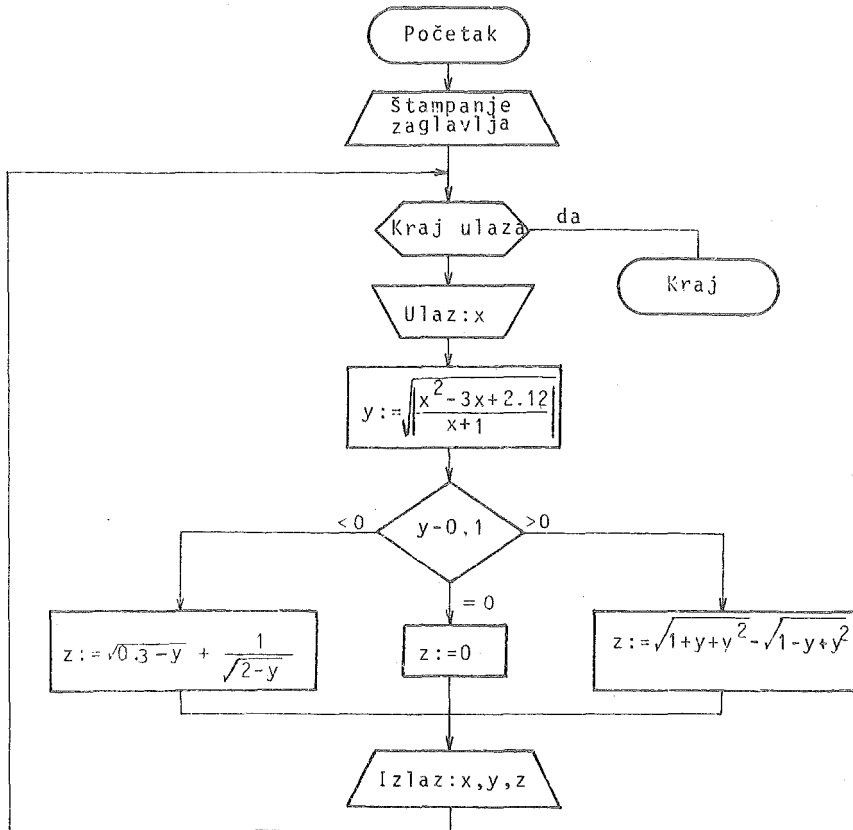 Početak
Štampanje
zaglavlja
Kraj ulaza
da
Kraj
Ulaz:x
y:=√|x²-3x+2.12/x+1|
<0
y-0,1
>0
= 0
z:=√0.3-y + 1/√2-y
z:=0
z:=√1+y+y²-√1-y+y²
Izlaz:x,y,z